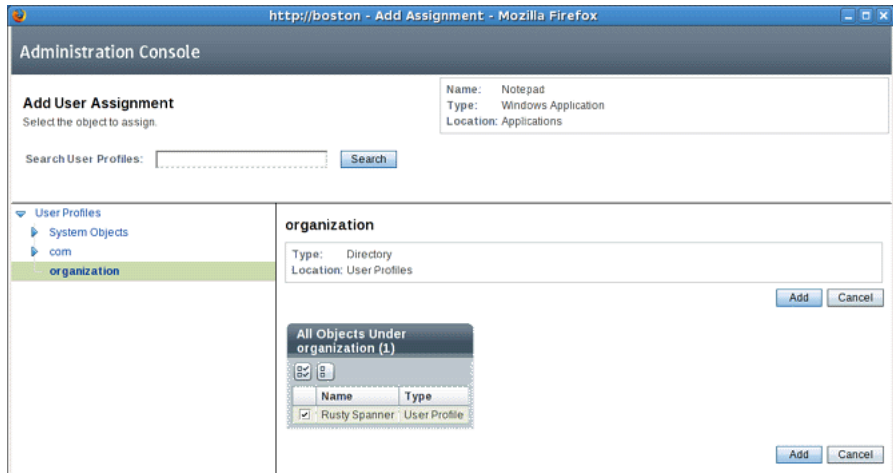 http://boston - Add Assignment - Mozilla Firefox
Administration Console
Add User Assignment
Select the object to assign.
Name: Notepad
Type: Windows Application
Location: Applications
Search User Profiles:
Search
User Profiles
System Objects
com
organization
organization
Type: Directory
Location: User Profiles
Add Cancel
All Objects Under
organization (1)
Name Type
Rusty Spanner User Profile
Add Cancel